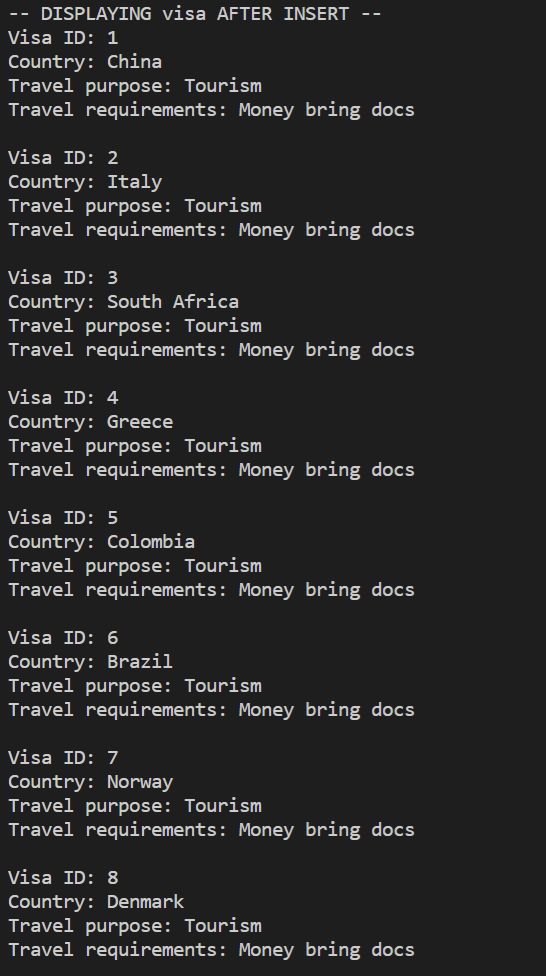 -- DISPLAYING visa AFTER INSERT --
Visa ID: 1
Country: China
Travel purpose: Tourism
Travel requirements: Money bring docs

Visa ID: 2
Country: Italy
Travel purpose: Tourism
Travel requirements: Money bring docs

Visa ID: 3
Country: South Africa
Travel purpose: Tourism
Travel requirements: Money bring docs

Visa ID: 4
Country: Greece
Travel purpose: Tourism
Travel requirements: Money bring docs

Visa ID: 5
Country: Colombia
Travel purpose: Tourism
Travel requirements: Money bring docs

Visa ID: 6
Country: Brazil
Travel purpose: Tourism
Travel requirements: Money bring docs

Visa ID: 7
Country: Norway
Travel purpose: Tourism
Travel requirements: Money bring docs

Visa ID: 8
Country: Denmark
Travel purpose: Tourism
Travel requirements: Money bring docs